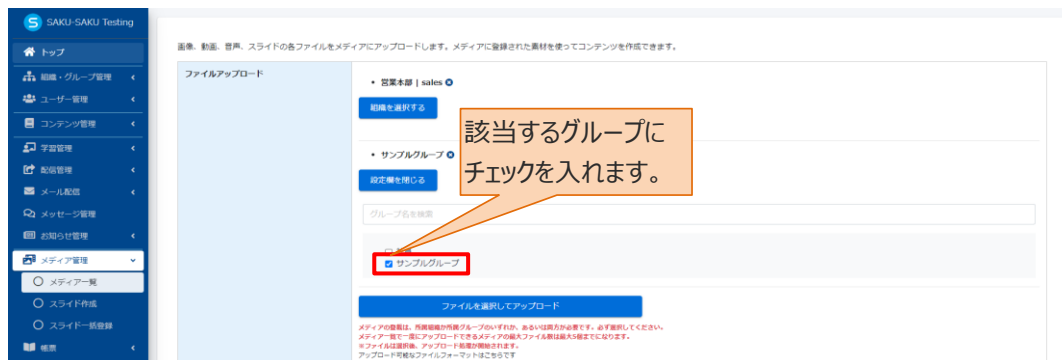 SAKU-SAKU Testing
トップ
組織・グループ管理
ユーザー管理
コンテンツ管理
学習管理
配信管理
メール配信
メッセージ管理
お知らせ管理
メディア管理
メディア一覧
スライド作成
スライド一括登録
帳票
画像、動画、音声、スライドの各ファイルをメディアにアップロードします。メディアに登録された素材を使ってコンテンツを作成できます。
ファイルアップロード
• 営業本部 | sales
組織を選択する
• サンプルグループ
設定欄を閉じる
グループ名を検索
サンプルグループ
該当するグループに
チェックを入れます。
ファイルを選択してアップロード
メディアの登録は、所属組織か所属グループのいずれか、あるいは両方が必要です。必ず選択してください。
メディア一覧で一度にアップロードできるメディアの最大ファイル数は最大5個までになります。
※ファイルは選択後、アップロード処理が開始されます。
アップロード可能なファイルフォーマットはこちらです